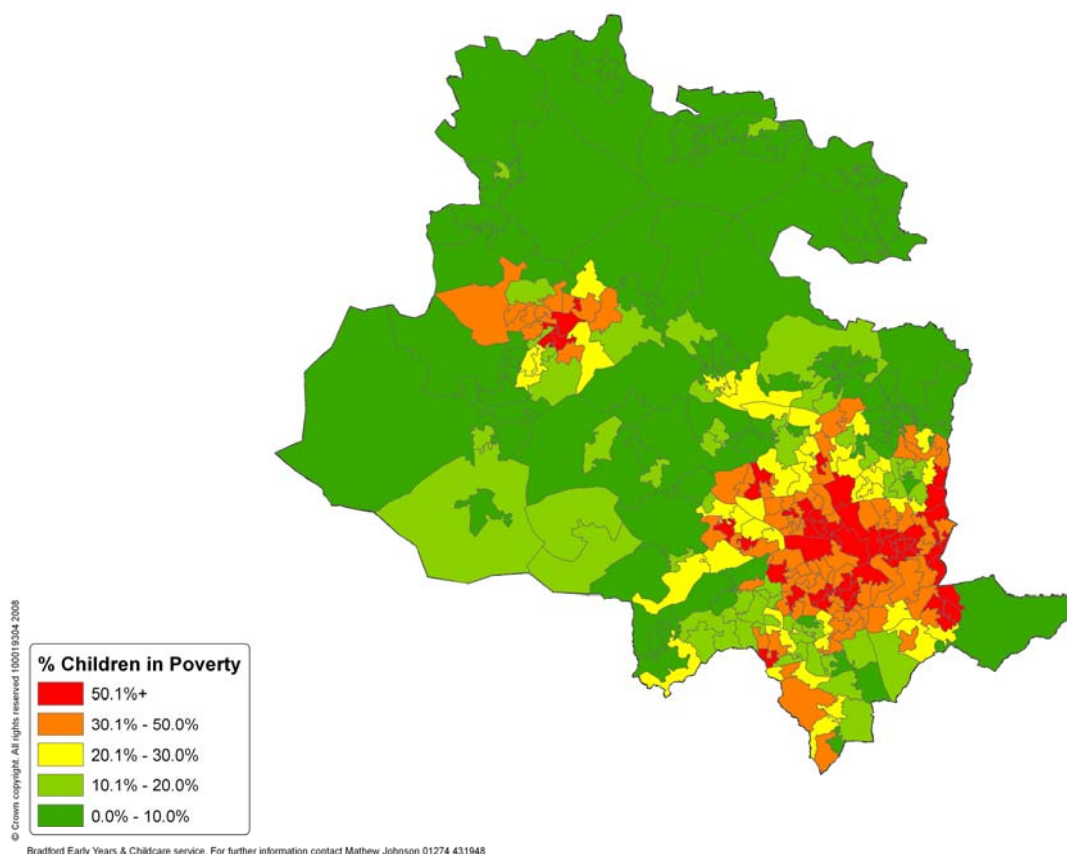 © Crown copyright. All rights reserved 100019304 2008
% Children in Poverty
50.1%+
30.1% - 50.0%
20.1% - 30.0%
10.1% - 20.0%
0.0% - 10.0%
Bradford Early Years & Childcare service. For further information contact Mathew Johnson 01274 431948